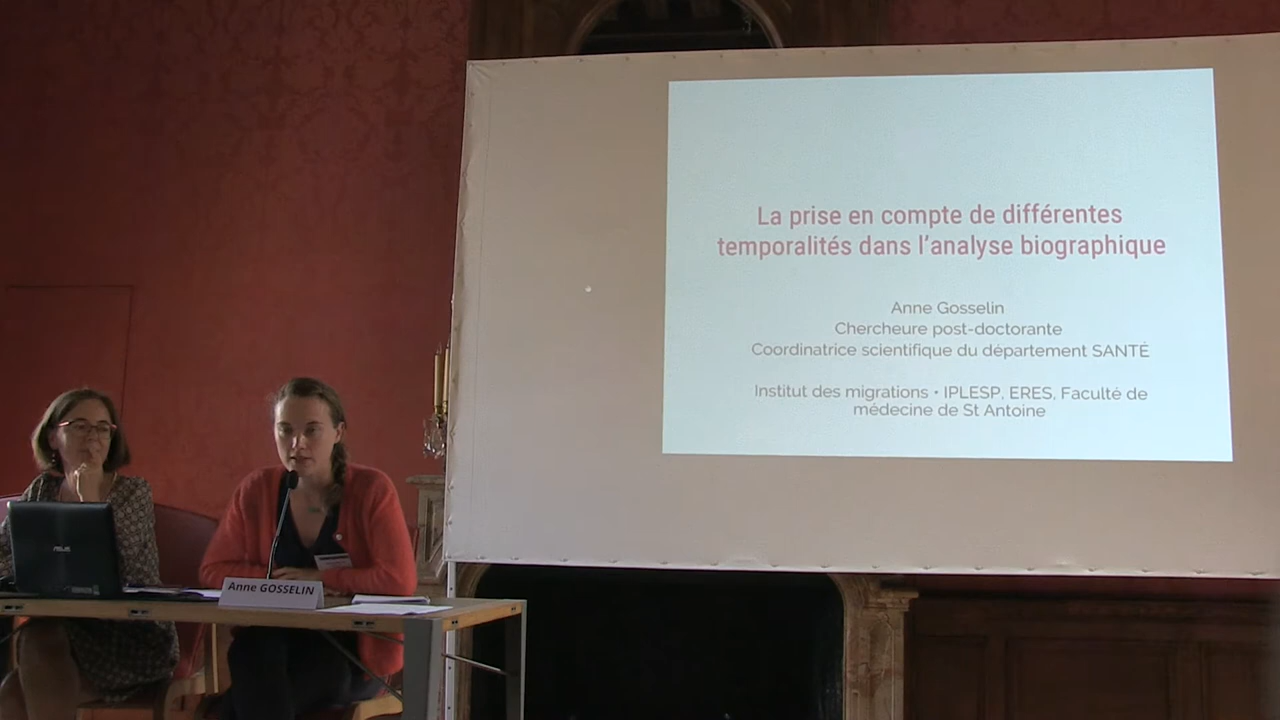 La prise en compte de différentes
temporalités dans l'analyse biographique
Anne Gosselin
Chercheure post-doctorante
Coordinatrice scientifique du département SANTÉ
Institut des migrations • IPLESP, ERES, Faculté de
médecine de St Antoine
ASUS
Anne GOSSELIN